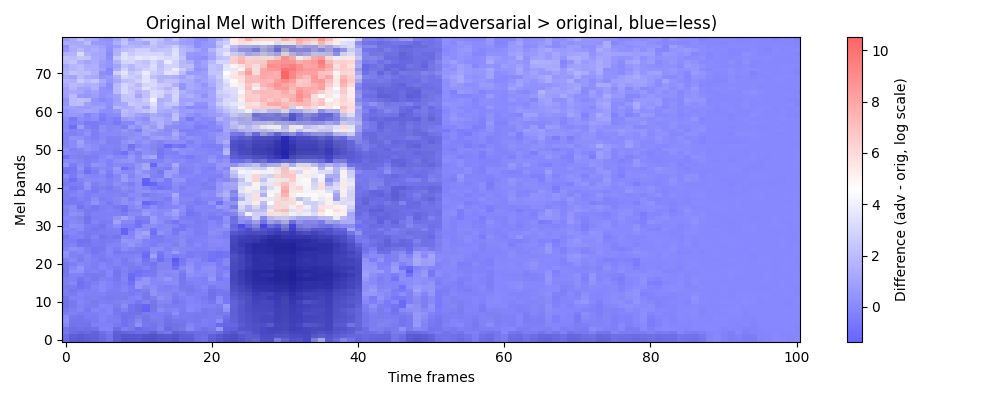 Original Mel with Differences (red=adversarial > original, blue=less)
Mel bands
70
60
50
40
30
20
10
0
0 20 40 60 80 100
Time frames
10
8
6
4
2
0
Difference (adv - orig, log scale)